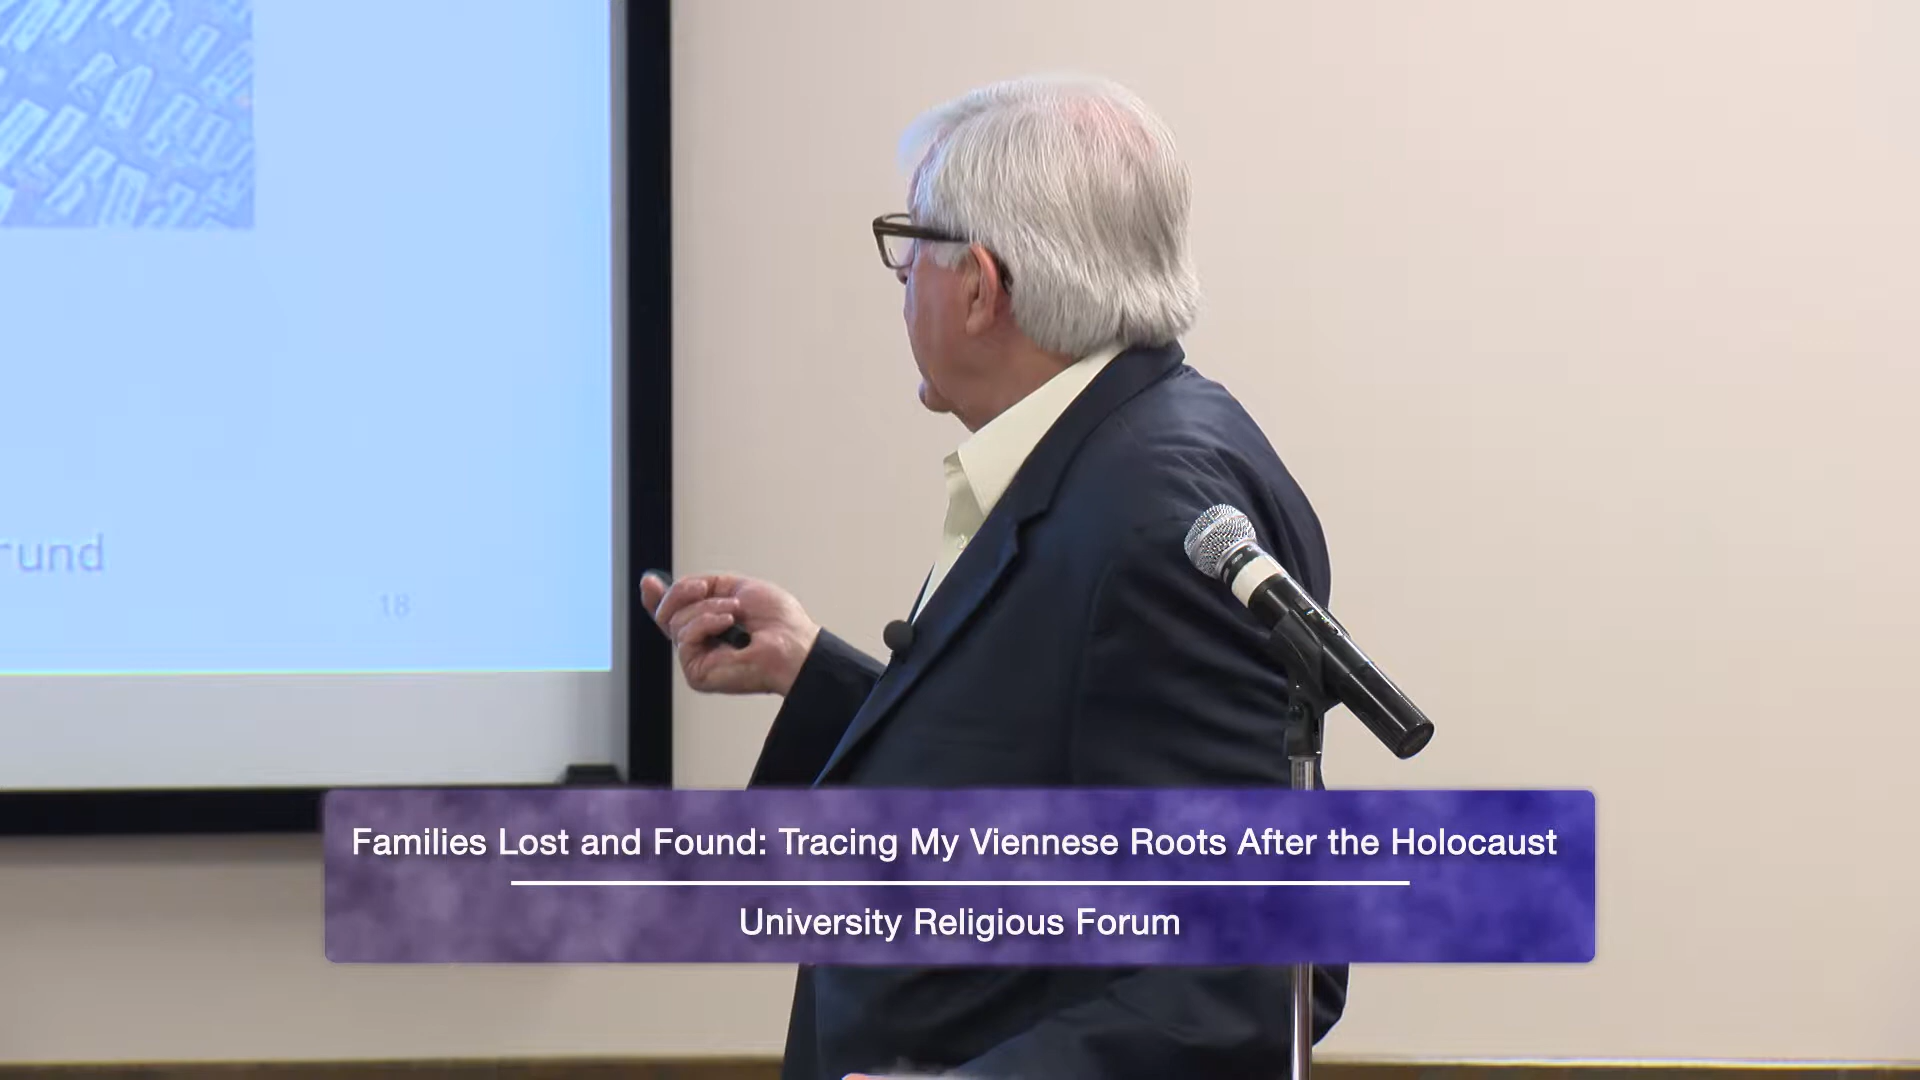 rund
18
Families Lost and Found: Tracing My Viennese Roots After the Holocaust
University Religious Forum